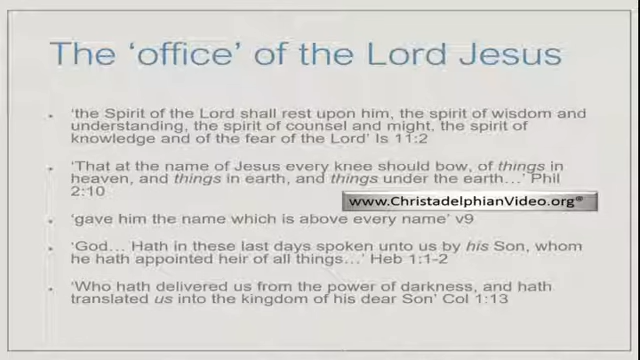 The ‘office’ of the Lord Jesus
‘the Spirit of the Lord shall rest upon him, the spirit of wisdom and
understanding, the spirit of counsel and might, the spirit of
knowledge and of the fear of the Lord’ Is 11:2
‘That at the name of Jesus every knee should bow, of things in
heaven, and things in earth, and things under the earth…’ Phil
2:10
www.ChristadelphianVideo.org®
‘gave him the name which is above every name’ v9
‘God… Hath in these last days spoken unto us by his Son, whom
he hath appointed heir of all things…’ Heb 1:1-2
‘Who hath delivered us from the power of darkness, and hath
translated us into the kingdom of his dear Son’ Col 1:13